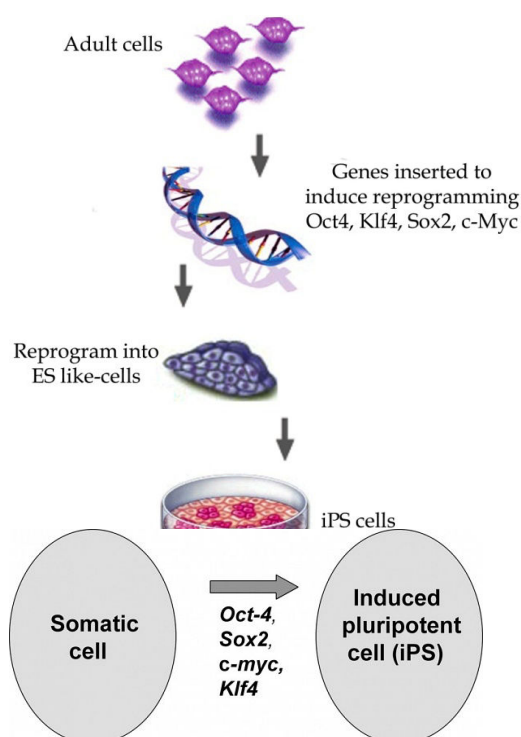 Adult cells
Genes inserted to
induce reprogramming
Oct4, Klf4, Sox2, c-Myc
Reprogram into
ES like-cells
iPS cells
Somatic
cell
Oct-4,
Sox2,
c-myc,
Klf4
Induced
pluripotent
cell (iPS)